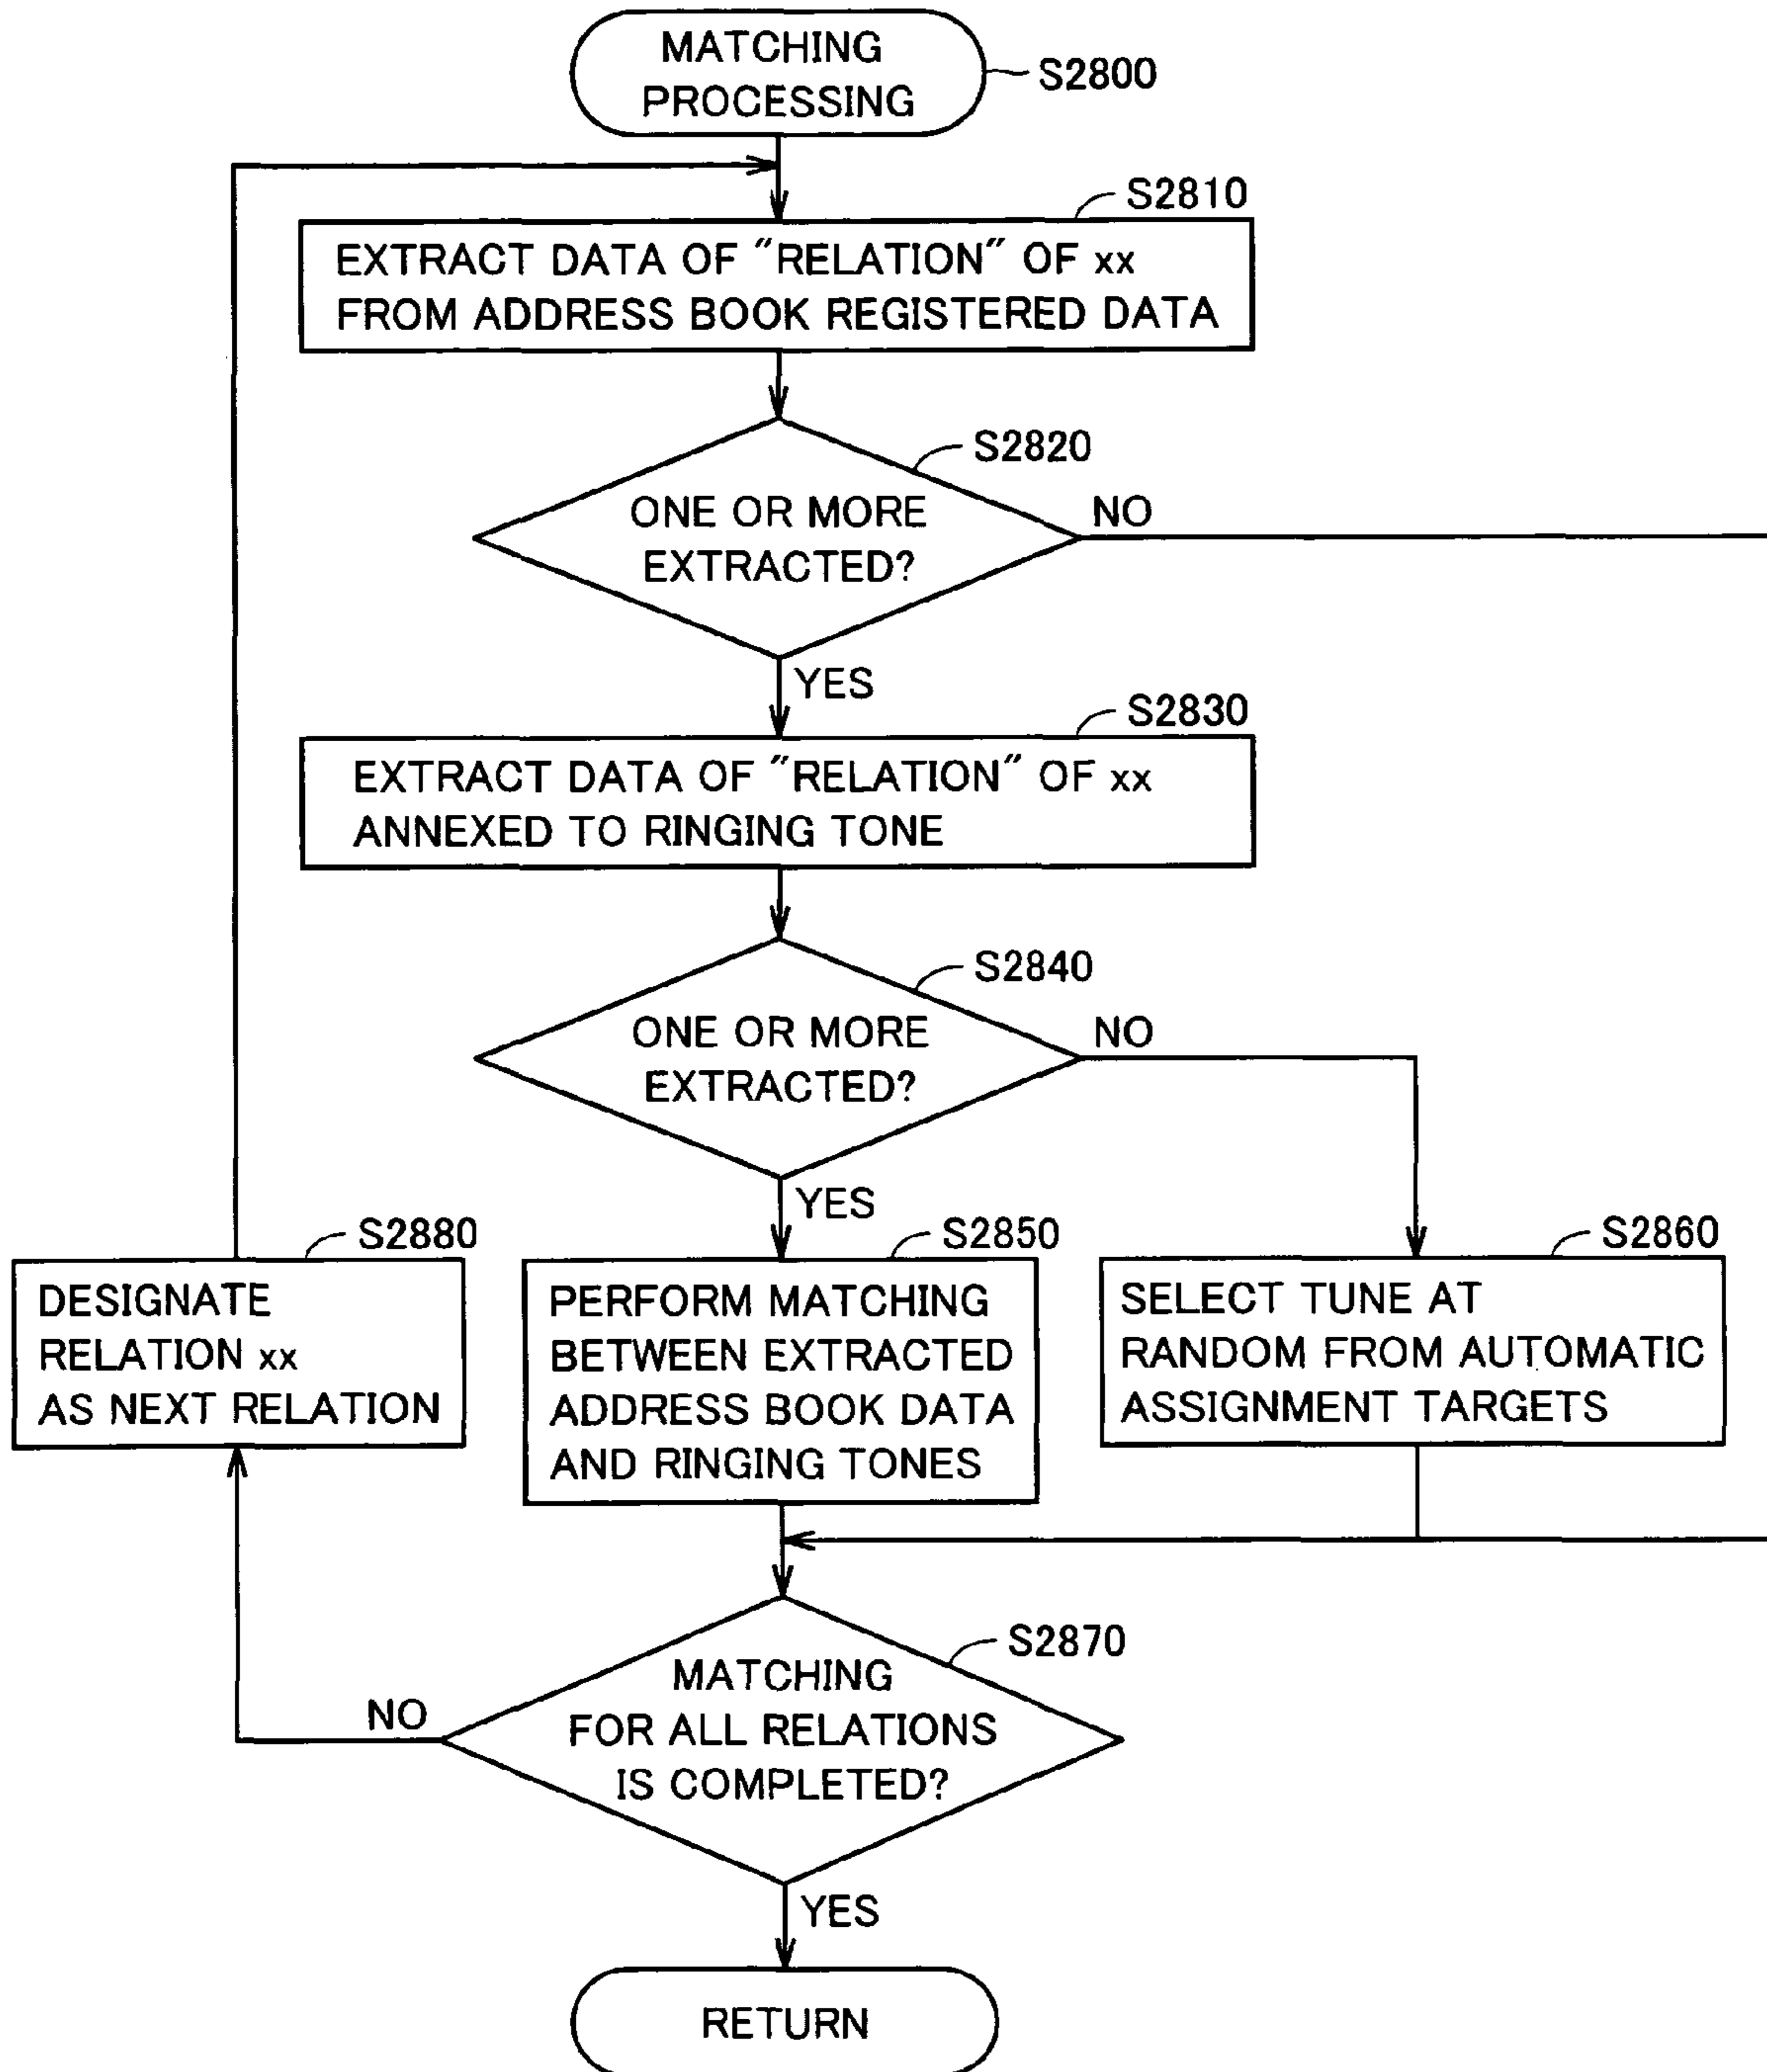 MATCHING
PROCESSING
S2800
S2810
EXTRACT DATA OF "RELATION" OF xx
FROM ADDRESS BOOK REGISTERED DATA
S2820
ONE OR MORE
EXTRACTED?
NO
YES
S2830
EXTRACT DATA OF "RELATION" OF xx
ANNEXED TO RINGING TONE
S2840
ONE OR MORE
EXTRACTED?
NO
YES
S2880
DESIGNATE
RELATION xx
AS NEXT RELATION
S2850
PERFORM MATCHING
BETWEEN EXTRACTED
ADDRESS BOOK DATA
AND RINGING TONES
S2860
SELECT TUNE AT
RANDOM FROM AUTOMATIC
ASSIGNMENT TARGETS
S2870
MATCHING
FOR ALL RELATIONS
IS COMPLETED?
NO
YES
RETURN